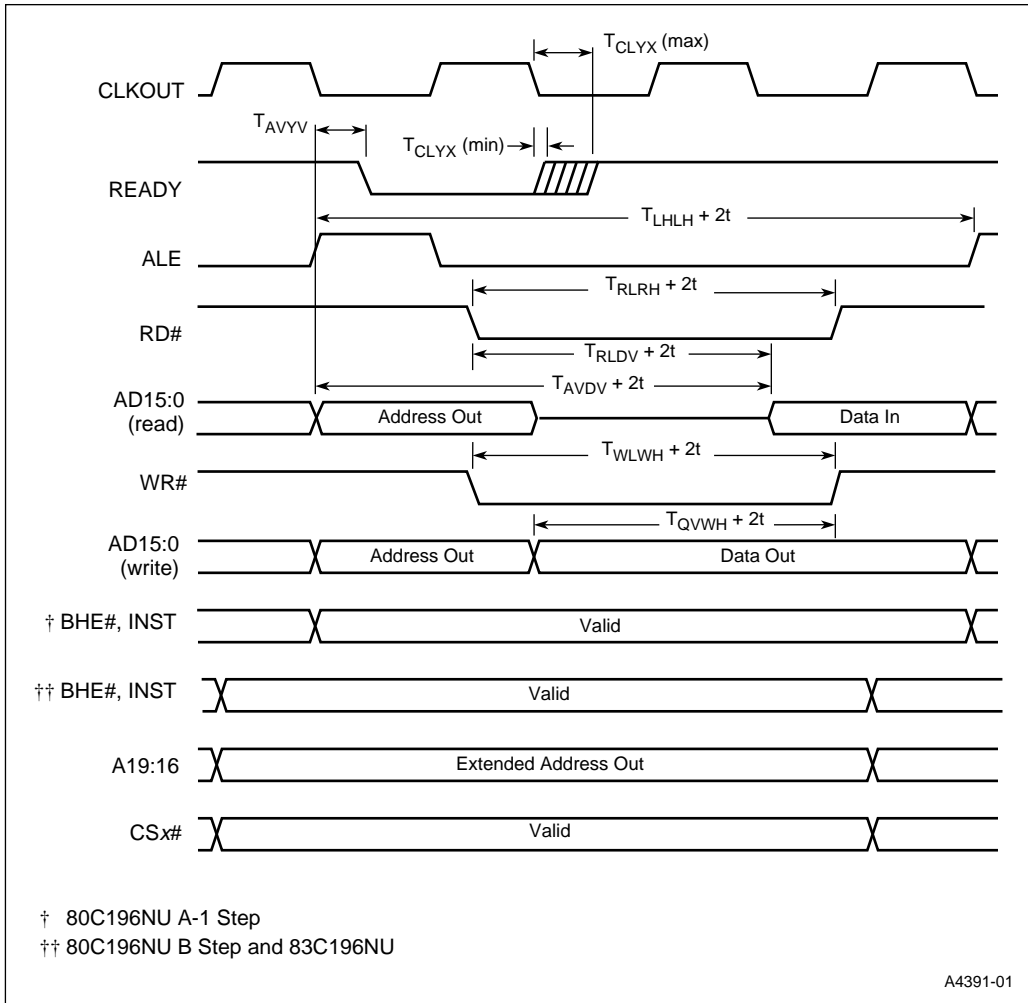 T_CLYX (max)
CLKOUT
T_AVYV
T_CLYX (min)
READY
T_LHLH + 2t
ALE
T_RLRH + 2t
RD#
T_RLDV + 2t
T_AVDV + 2t
AD15:0
(read)
Address Out
Data In
T_WLWH + 2t
WR#
T_QVWH + 2t
AD15:0
(write)
Address Out
Data Out
† BHE#, INST
Valid
†† BHE#, INST
Valid
A19:16
Extended Address Out
CSx#
Valid
† 80C196NU A-1 Step
†† 80C196NU B Step and 83C196NU
A4391-01